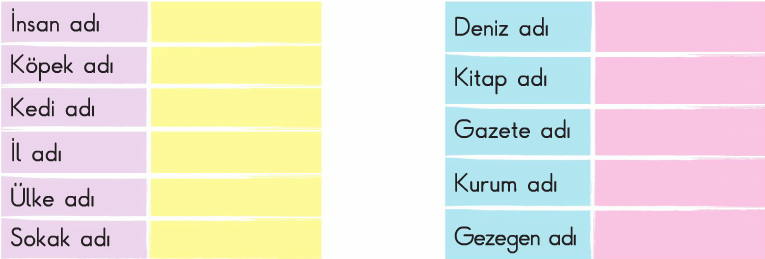 İnsan adı
Köpek adı
Kedi adı
İl adı
Ülke adı
Sokak adı
Deniz adı
Kitap adı
Gazete adı
Kurum adı
Gezegen adı